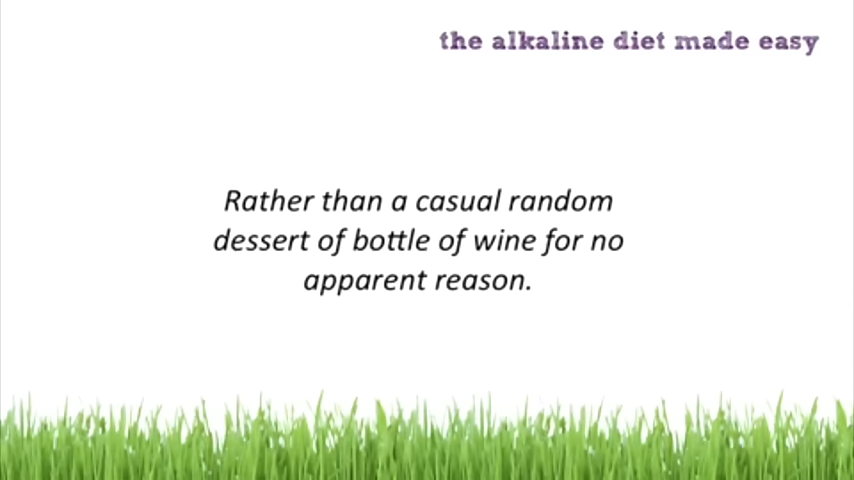 the alkaline diet made easy
Rather than a casual random
dessert of bottle of wine for no
apparent reason.